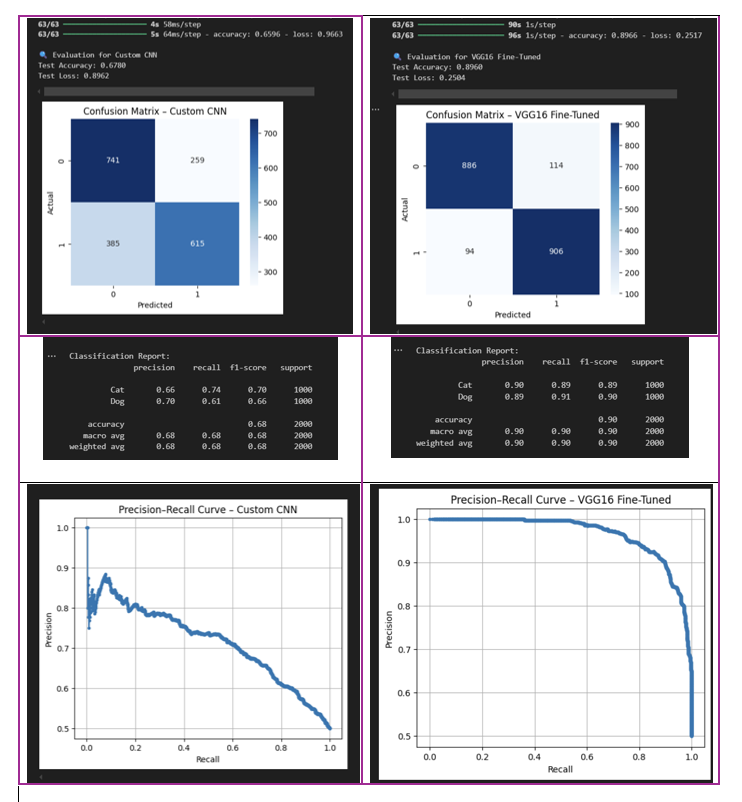 63/63 4s 58ms/step
63/63 5s 64ms/step - accuracy: 0.6596 - loss: 0.9663
Evaluation for Custom CNN
Test Accuracy: 0.6780
Test Loss: 0.8962
Confusion Matrix – Custom CNN
741 259
385 615
0
1
Actual
0 1
Predicted
700
600
500
400
300
63/63 90s 1s/step
63/63 96s 1s/step - accuracy: 0.8966 - loss: 0.2517
Evaluation for VGG16 Fine-Tuned
Test Accuracy: 0.8960
Test Loss: 0.2504
...
Confusion Matrix – VGG16 Fine-Tuned
886 114
94 906
0
1
Actual
0 1
Predicted
900
800
700
600
500
400
300
200
100
... Classification Report:
precision recall f1-score support
Cat 0.66 0.74 0.70 1000
Dog 0.70 0.61 0.66 1000
accuracy 0.68 2000
macro avg 0.68 0.68 0.68 2000
weighted avg 0.68 0.68 0.68 2000
... Classification Report:
precision recall f1-score support
Cat 0.90 0.89 0.89 1000
Dog 0.89 0.91 0.90 1000
accuracy 0.90 2000
macro avg 0.90 0.90 0.90 2000
weighted avg 0.90 0.90 0.90 2000
Precision–Recall Curve – Custom CNN
1.0
0.9
0.8
0.7
0.6
0.5
Precision
0.0 0.2 0.4 0.6 0.8 1.0
Recall
Precision–Recall Curve – VGG16 Fine-Tuned
1.0
0.9
0.8
0.7
0.6
0.5
Precision
0.0 0.2 0.4 0.6 0.8 1.0
Recall